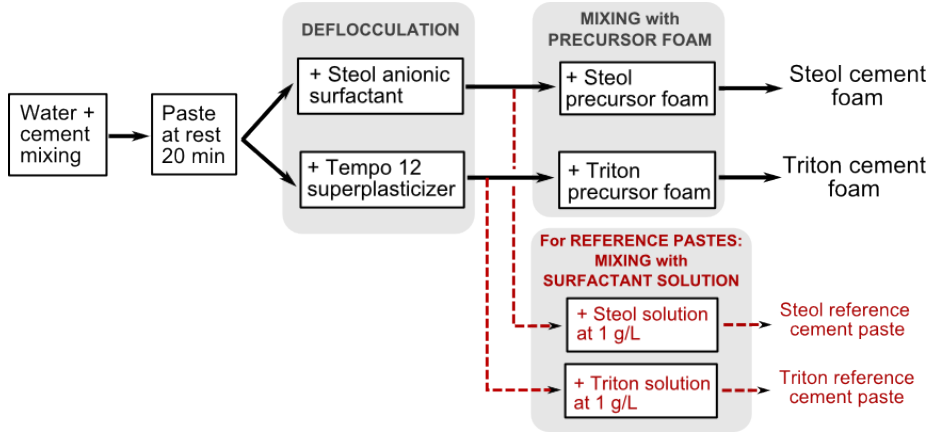 DEFLOCCULATION
MIXING with
PRECURSOR FOAM
Water +
cement
mixing
Paste
at rest
20 min
+ Steol anionic
surfactant
+ Steol
precursor foam
Steol cement
foam
+ Tempo 12
superplasticizer
+ Triton
precursor foam
Triton cement
foam
For REFERENCE PASTES:
MIXING with
SURFACTANT SOLUTION
+ Steol solution
at 1 g/L
Steol reference
cement paste
+ Triton solution
at 1 g/L
Triton reference
cement paste